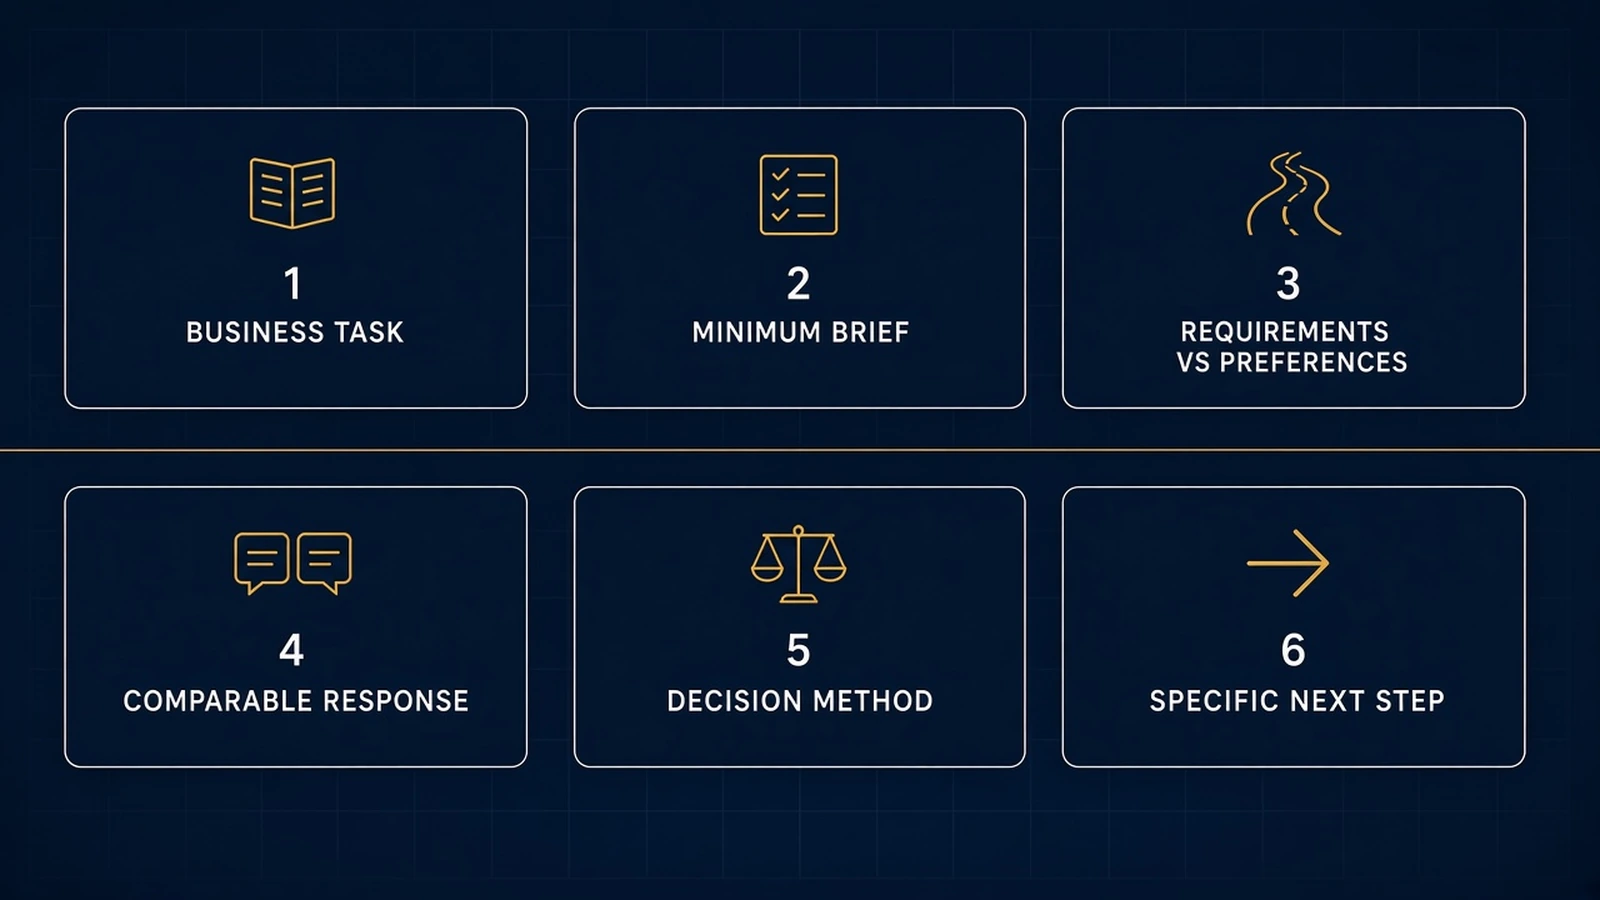 1
BUSINESS TASK
2
MINIMUM BRIEF
3
REQUIREMENTS
VS PREFERENCES
4
COMPARABLE RESPONSE
5
DECISION METHOD
6
SPECIFIC NEXT STEP